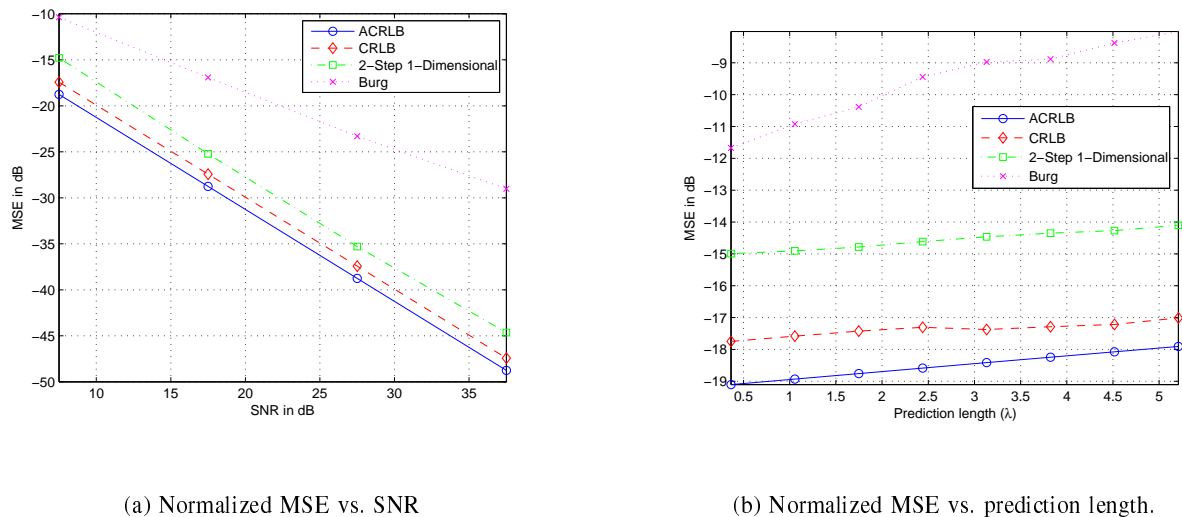 −10
−15
−20
−25
−30
−35
−40
−45
−50
MSE in dB
10 15 20 25 30 35
SNR in dB
ACRLB
CRLB
2−Step 1−Dimensional
Burg
(a) Normalized MSE vs. SNR
−9
−10
−11
−12
−13
−14
−15
−16
−17
−18
−19
MSE in dB
0.5 1 1.5 2 2.5 3 3.5 4 4.5 5
Prediction length (λ)
ACRLB
CRLB
2−Step 1−Dimensional
Burg
(b) Normalized MSE vs. prediction length.